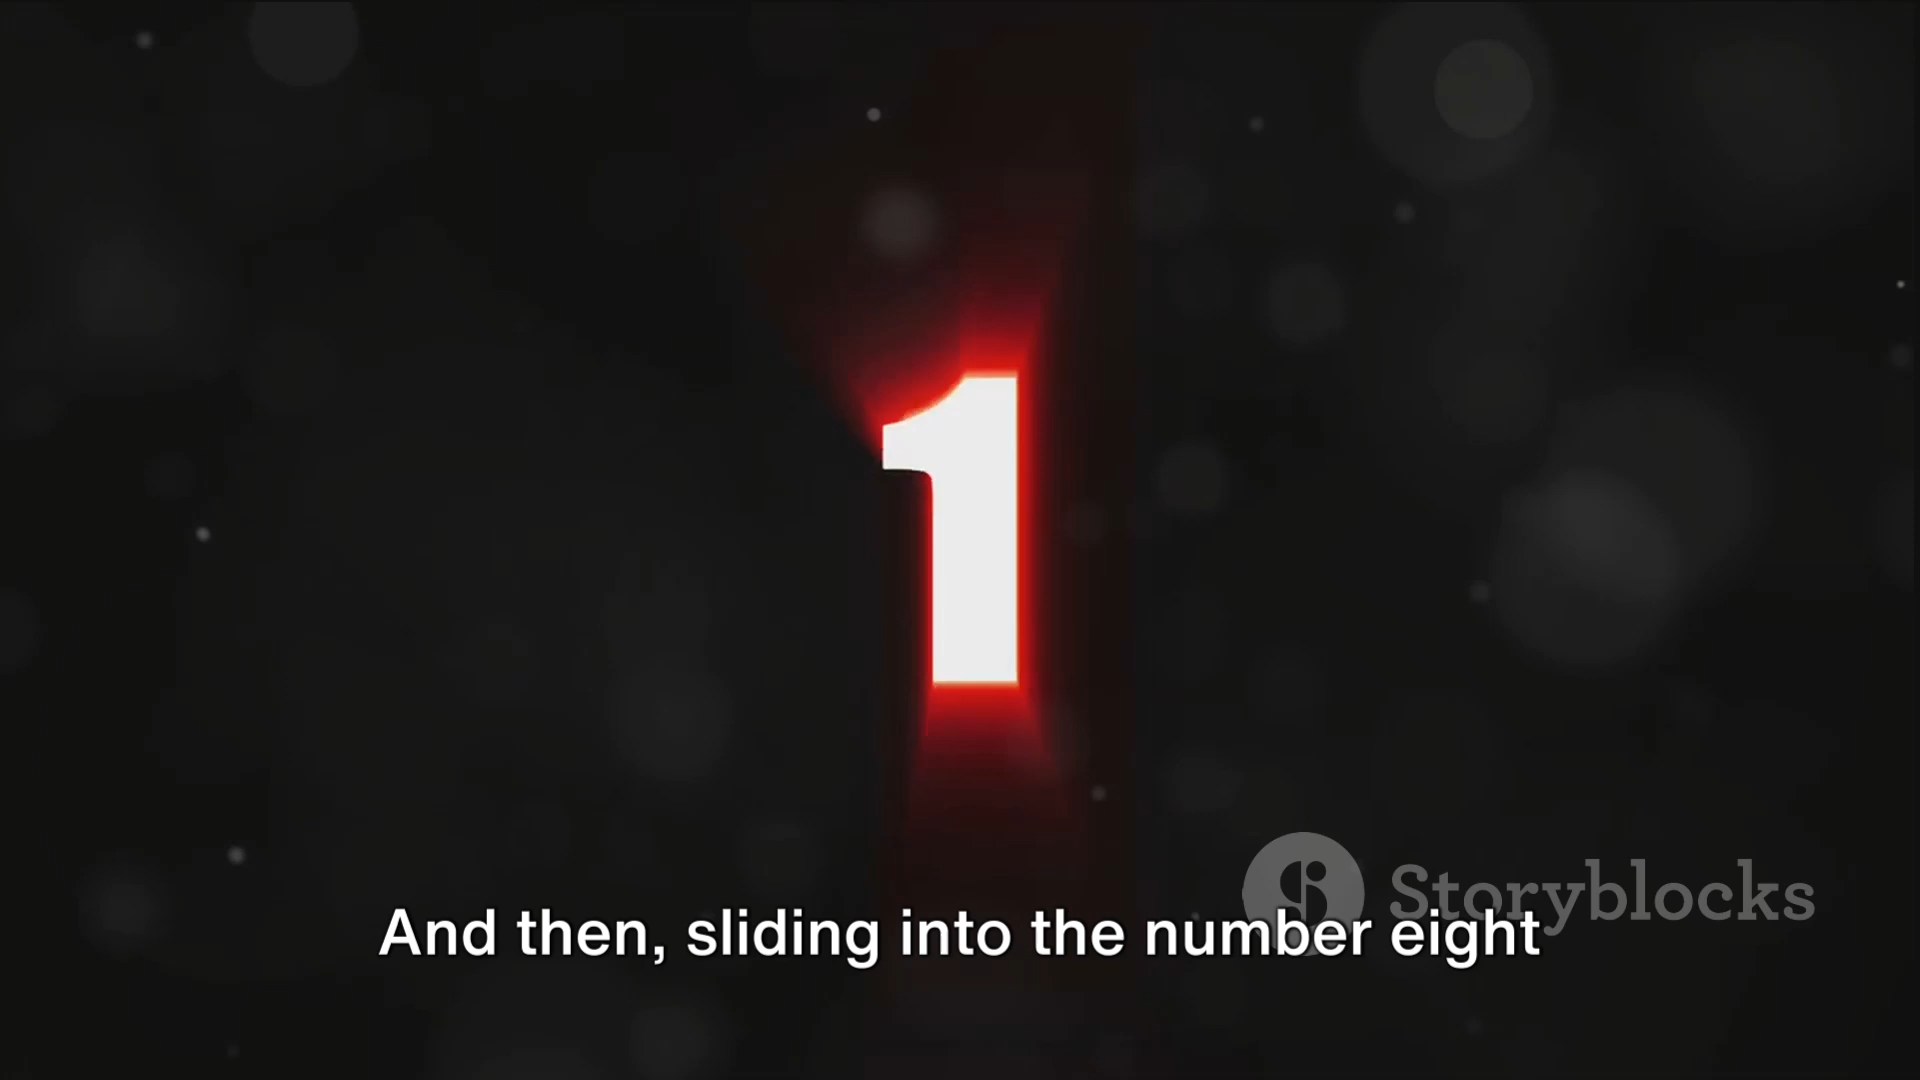 1
Storyblocks
And then, sliding into the number eight